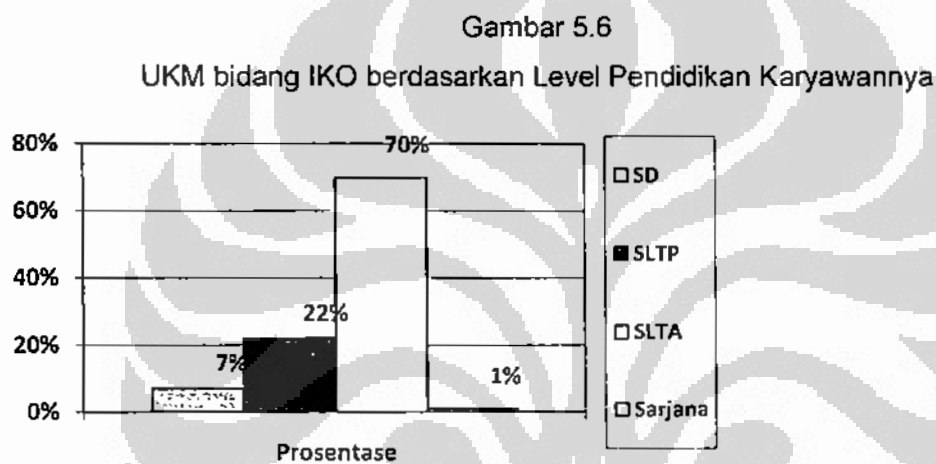 Gambar 5.6
UKM bidang IKO berdasarkan Level Pendidikan Karyawannya
80%
70%
60%
40%
22%
20%
7%
1%
0%
Prosentase
SD
SLTP
SLTA
Sarjana